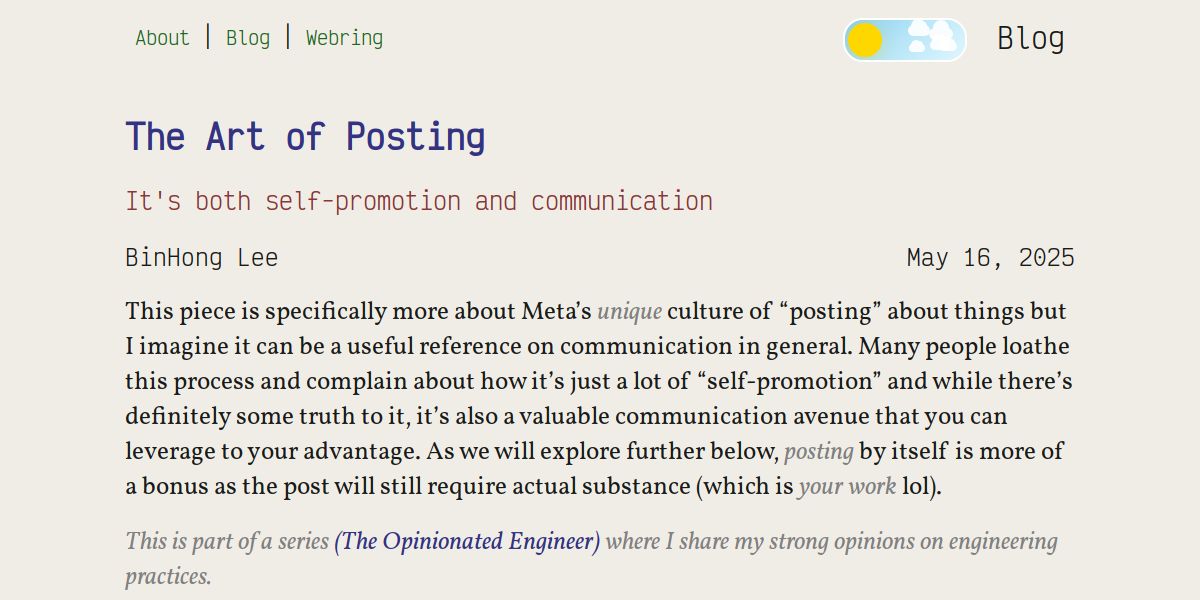 About | Blog | Webring
Blog
The Art of Posting
It's both self-promotion and communication
BinHong Lee
May 16, 2025
This piece is specifically more about Meta’s unique culture of “posting” about things but
I imagine it can be a useful reference on communication in general. Many people loathe
this process and complain about how it’s just a lot of “self-promotion” and while there’s
definitely some truth to it, it’s also a valuable communication avenue that you can
leverage to your advantage. As we will explore further below, posting by itself is more of
a bonus as the post will still require actual substance (which is your work lol).
This is part of a series (The Opinionated Engineer) where I share my strong opinions on engineering
practices.